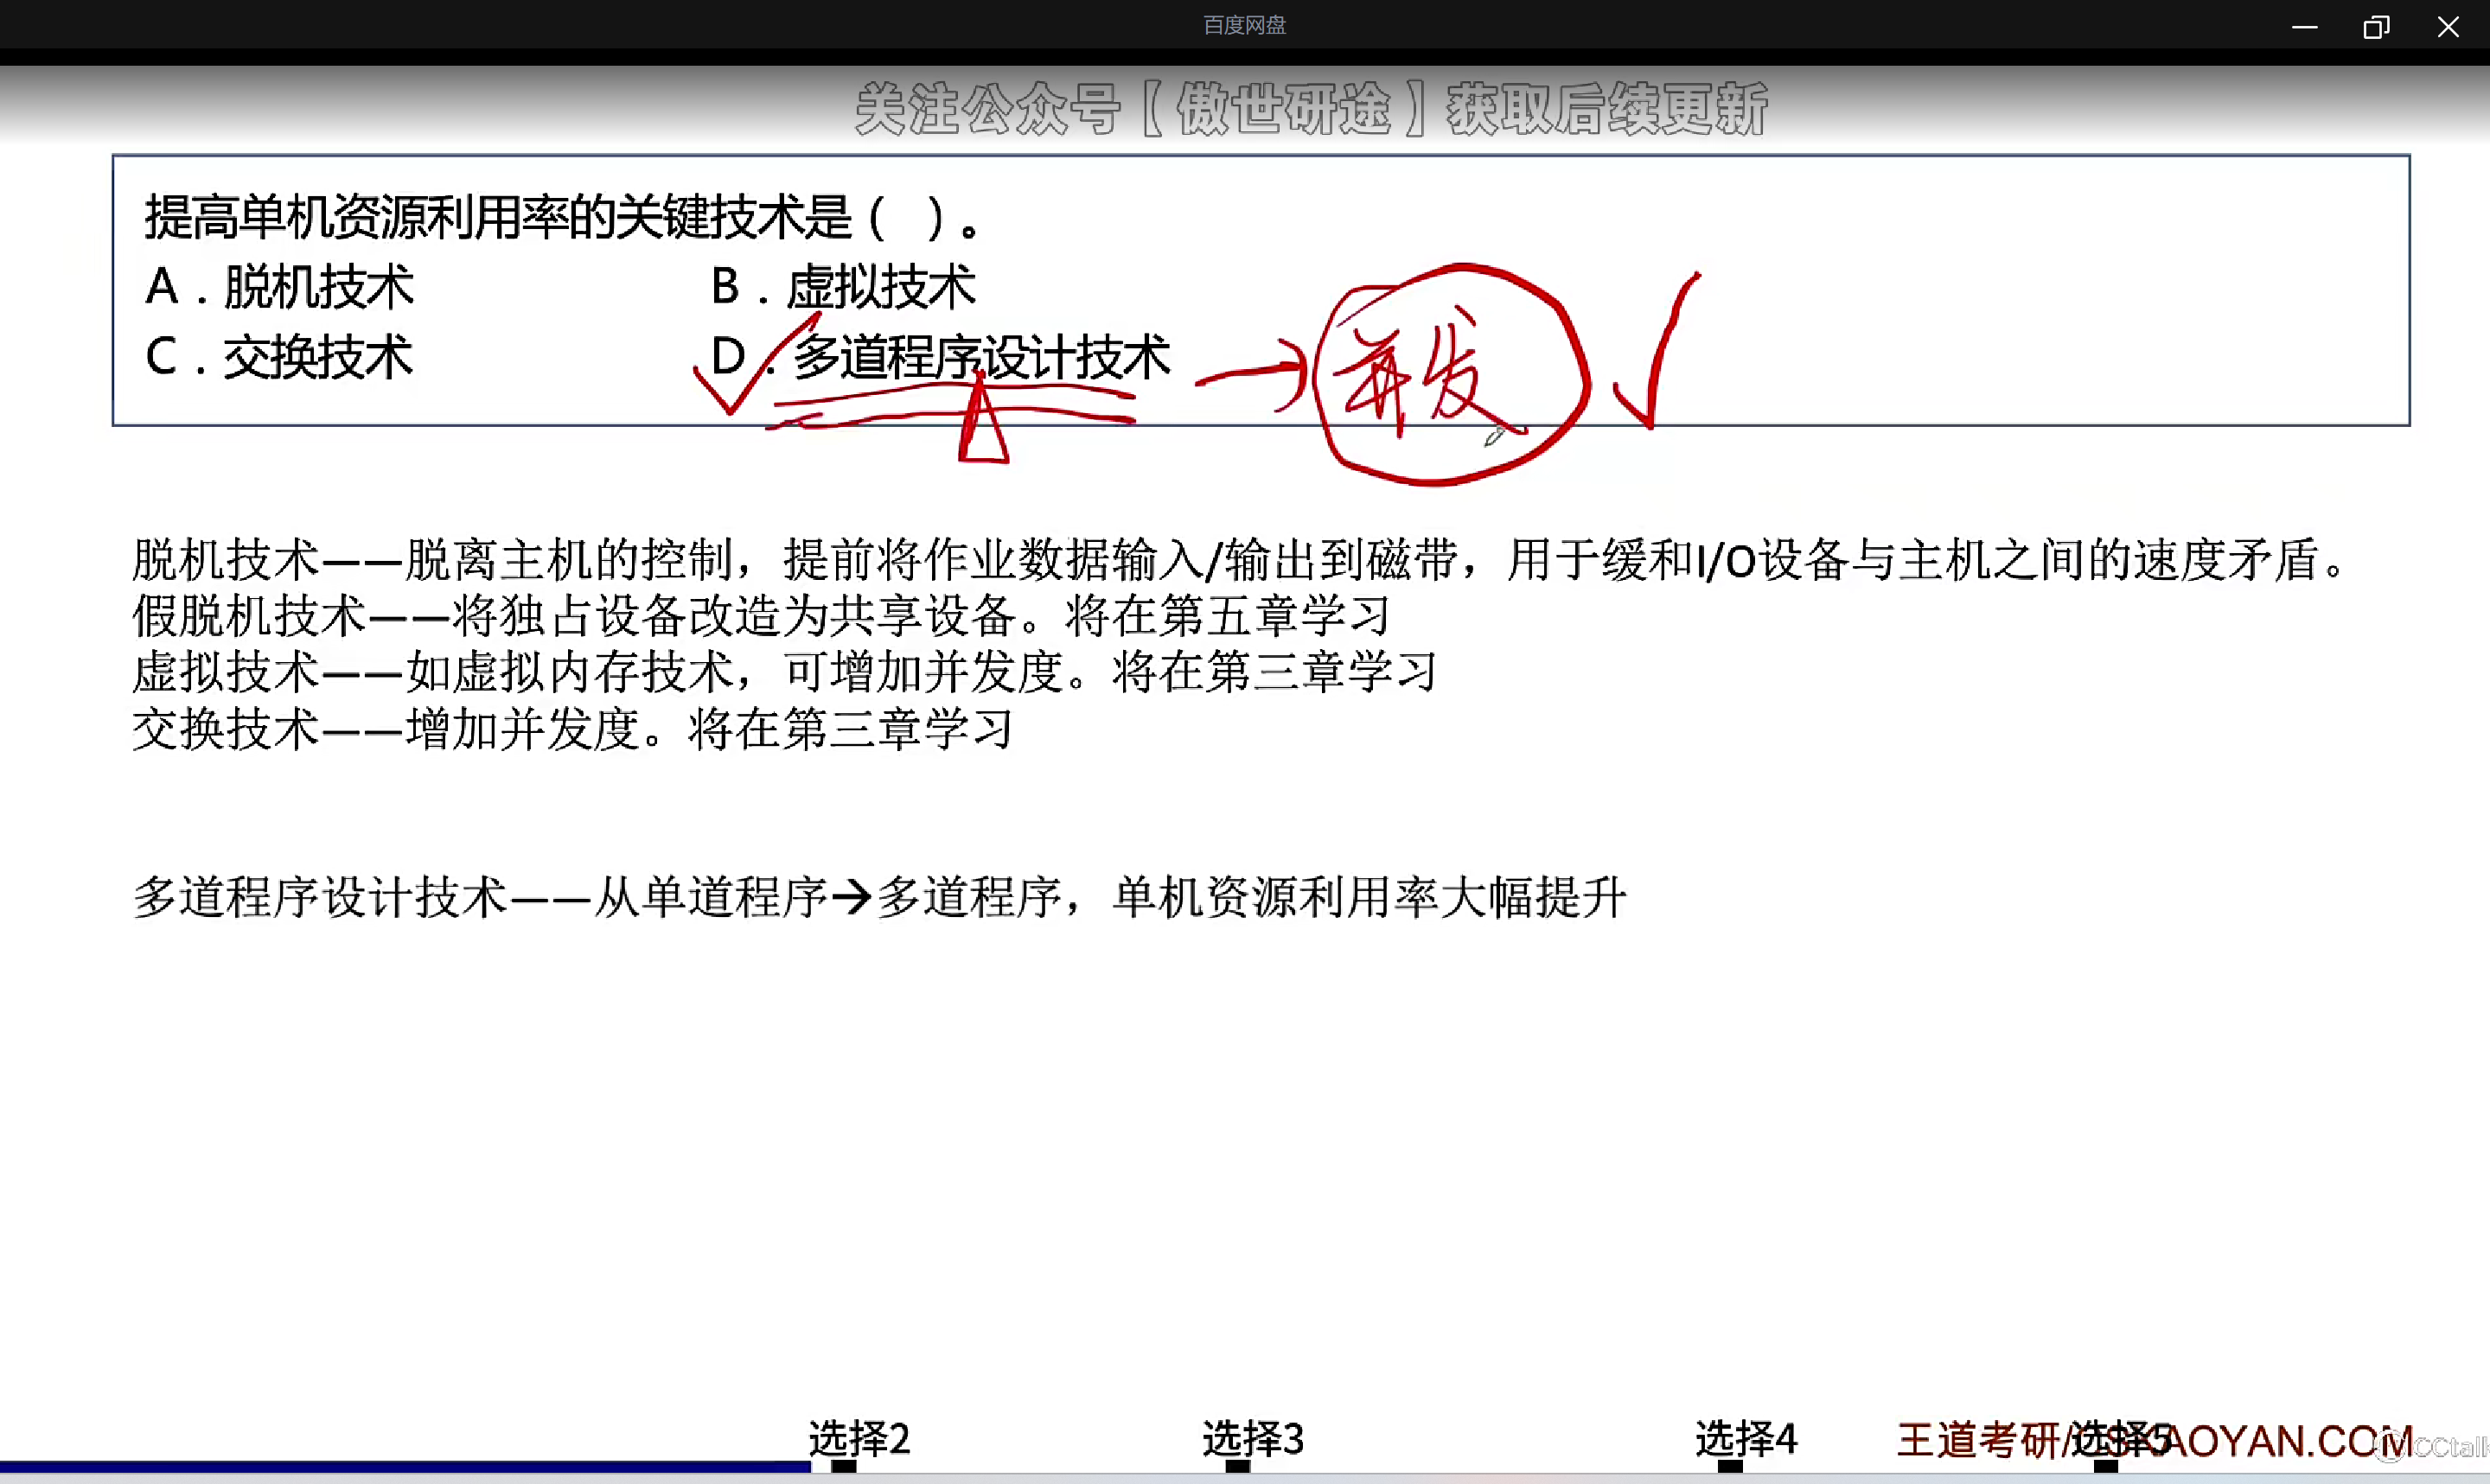 百度网盘
关注公众号【傲世研途】获取后续更新
提高单机资源利用率的关键技术是（ ）。
A．脱机技术 B．虚拟技术
C．交换技术 D．多道程序设计技术
并发
脱机技术——脱离主机的控制，提前将作业数据输入/输出到磁带，用于缓和I/O设备与主机之间的速度矛盾。
假脱机技术——将独占设备改造为共享设备。将在第五章学习
虚拟技术——如虚拟内存技术，可增加并发度。将在第三章学习
交换技术——增加并发度。将在第三章学习
多道程序设计技术——从单道程序→多道程序，单机资源利用率大幅提升
选择2 选择3 选择4 选择5
王道考研/CSKAOYAN.COM
CCtalk